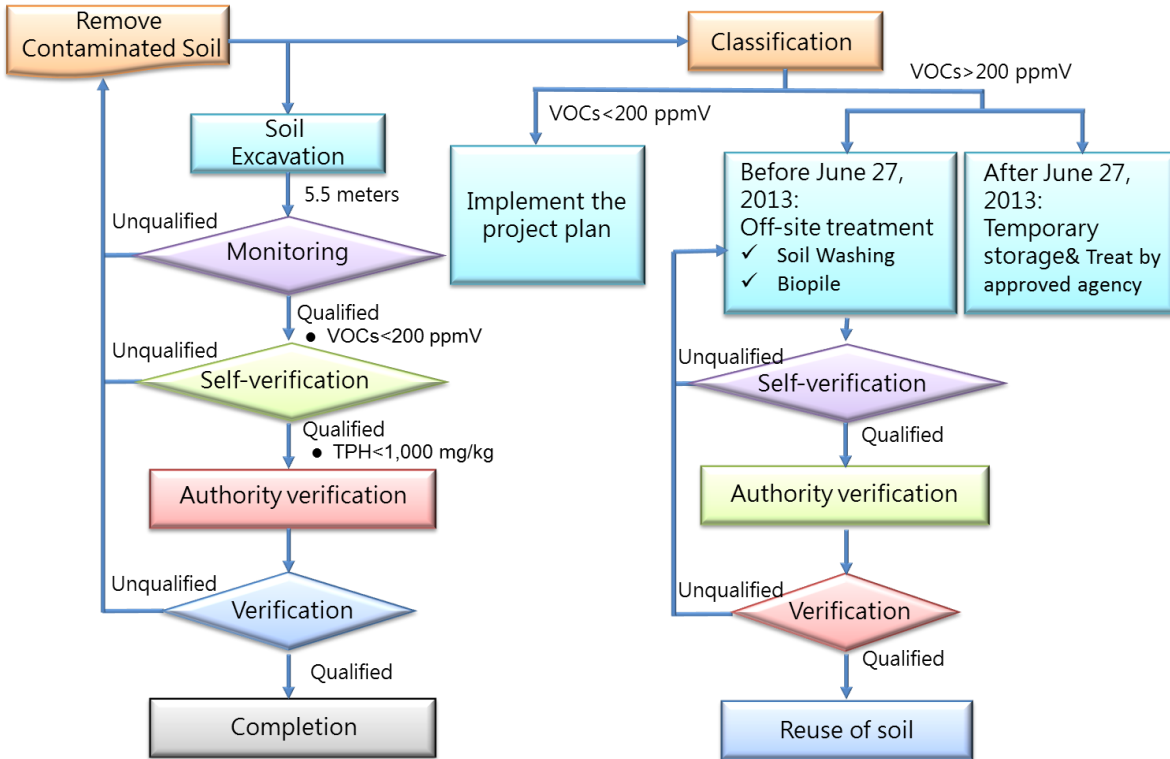 Remove
Contaminated Soil
Classification
VOCs>200 ppmV
VOCs<200 ppmV
Soil
Excavation
5.5 meters
Implement the
project plan
Before June 27,
2013:
Off-site treatment
✓ Soil Washing
✓ Biopile
After June 27,
2013:
Temporary
storage& Treat by
approved agency
Unqualified
Monitoring
Qualified
● VOCs<200 ppmV
Unqualified
Self-verification
Qualified
● TPH<1,000 mg/kg
Authority verification
Unqualified
Verification
Qualified
Completion
Unqualified
Self-verification
Qualified
Authority verification
Unqualified
Verification
Qualified
Reuse of soil